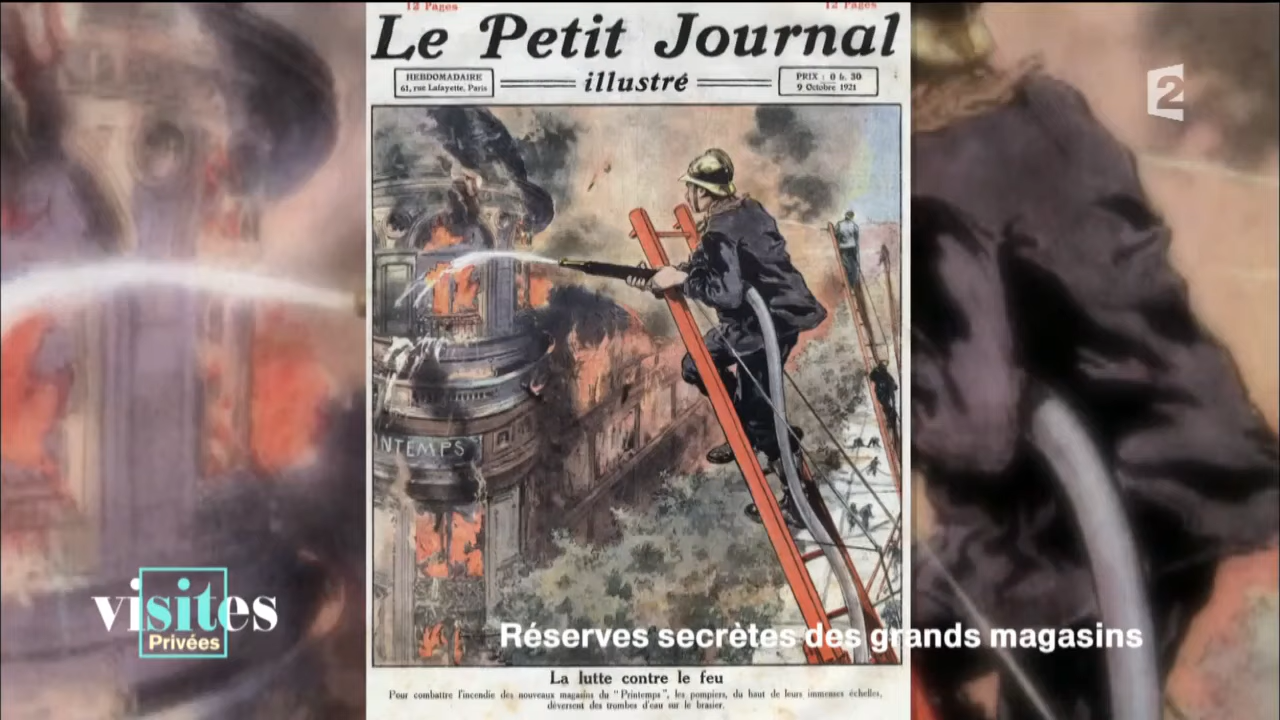 12 Pages
12 Pages
Le Petit Journal
HEBDOMADAIRE
61, rue Lafayette, Paris
illustré
PRIX : 0 fr. 30
9 Octobre 1921
2
NTEMPS
visites
Privées
Réserves secrètes des grands magasins
La lutte contre le feu
Pour combattre l'incendie des nouveaux magasins du "Printemps", les pompiers, du haut de leurs immenses échelles,
déversent des trombes d'eau sur le brasier.